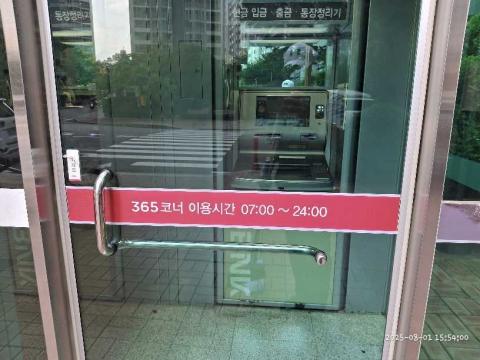 통장정리기
현금 입금·출금·통장정리기
365코너 이용시간 07:00 ~ 24:00
2025-08-01 15:54:00